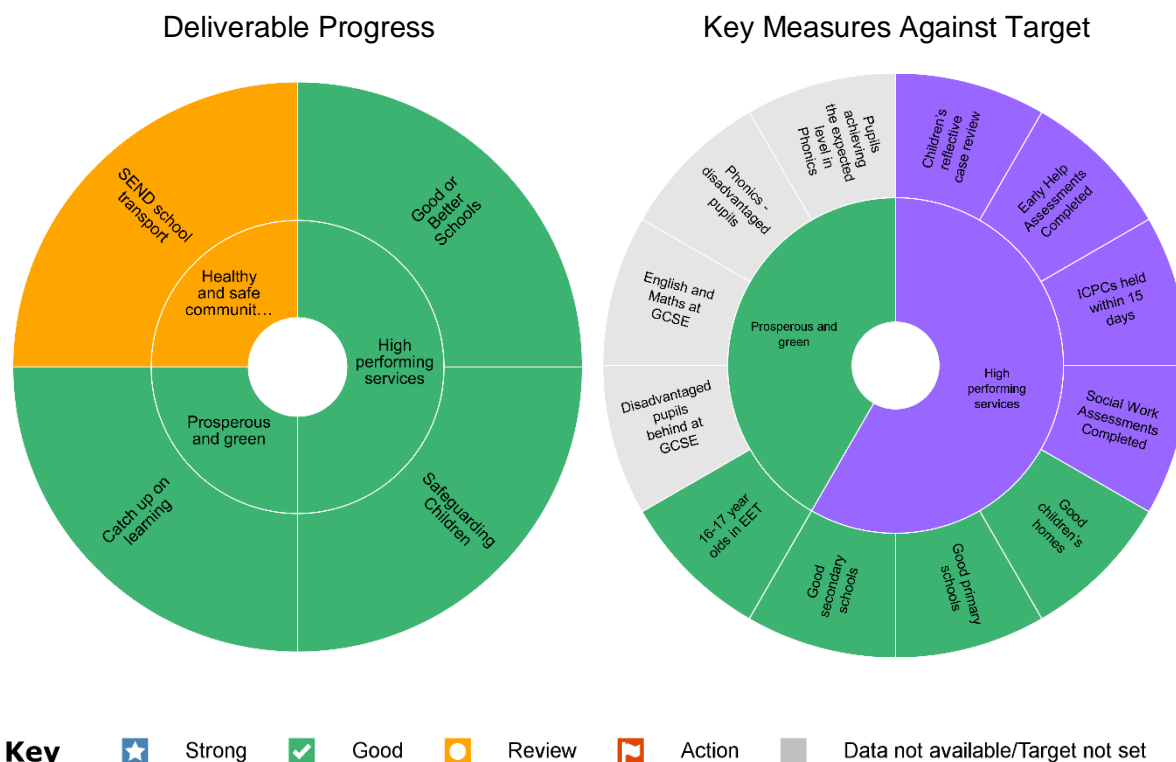 Deliverable Progress
Key Measures Against Target
SEND school
transport
Good or
Better
Schools
Healthy
and safe
communit…
High
performing
services
Prosperous
and green
Catch up on
learning
Safeguarding
Children
Pupils
achieving
the expected
level in
Phonics
Children's
reflective
case review
Phonics -
disadvantaged
pupils
Early Help
Assessments
Completed
English and
Maths at
GCSE
ICPCs held
within 15
days
Prosperous and
green
High
performing
services
Disadvantaged
pupils
behind at
GCSE
Social Work
Assessments
Completed
16-17 year
olds in EET
Good
secondary
schools
Good primary
schools
Good
children's
homes
Key Strong Good Review Action Data not available/Target not set